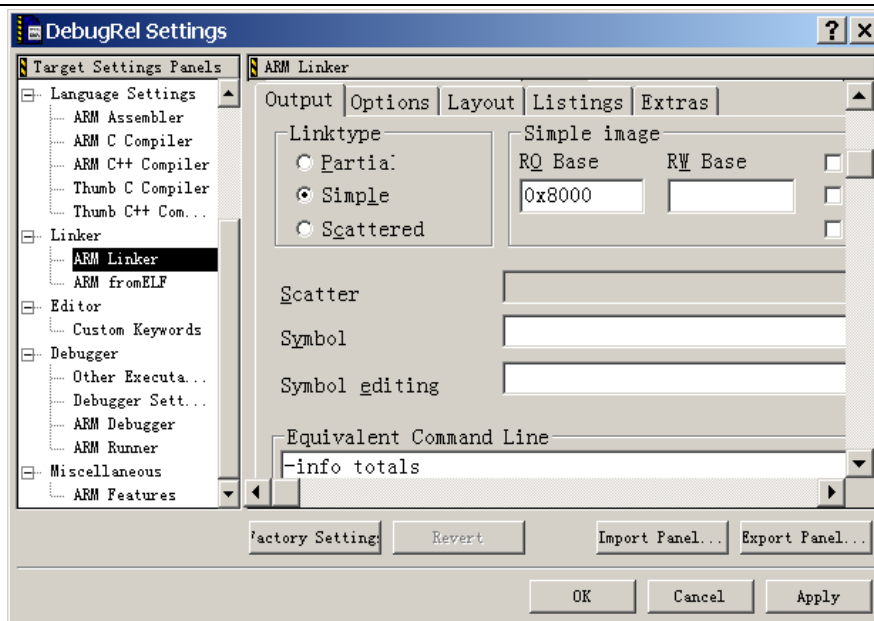 DebugRel Settings
Target Settings Panels
Language Settings
ARM Assembler
ARM C Compiler
ARM C++ Compiler
Thumb C Compiler
Thumb C++ Com...
Linker
ARM Linker
ARM fromELF
Editor
Custom Keywords
Debugger
Other Executa...
Debugger Sett...
ARM Debugger
ARM Runner
Miscellaneous
ARM Features
ARM Linker
Output Options Layout Listings Extras
Linktype
Partial
Simple
Scattered
Simple image
RO Base RW Base
0x8000
Scatter
Symbol
Symbol editing
Equivalent Command Line
-info totals
Factory Settings Revert Import Panel... Export Panel...
OK Cancel Apply